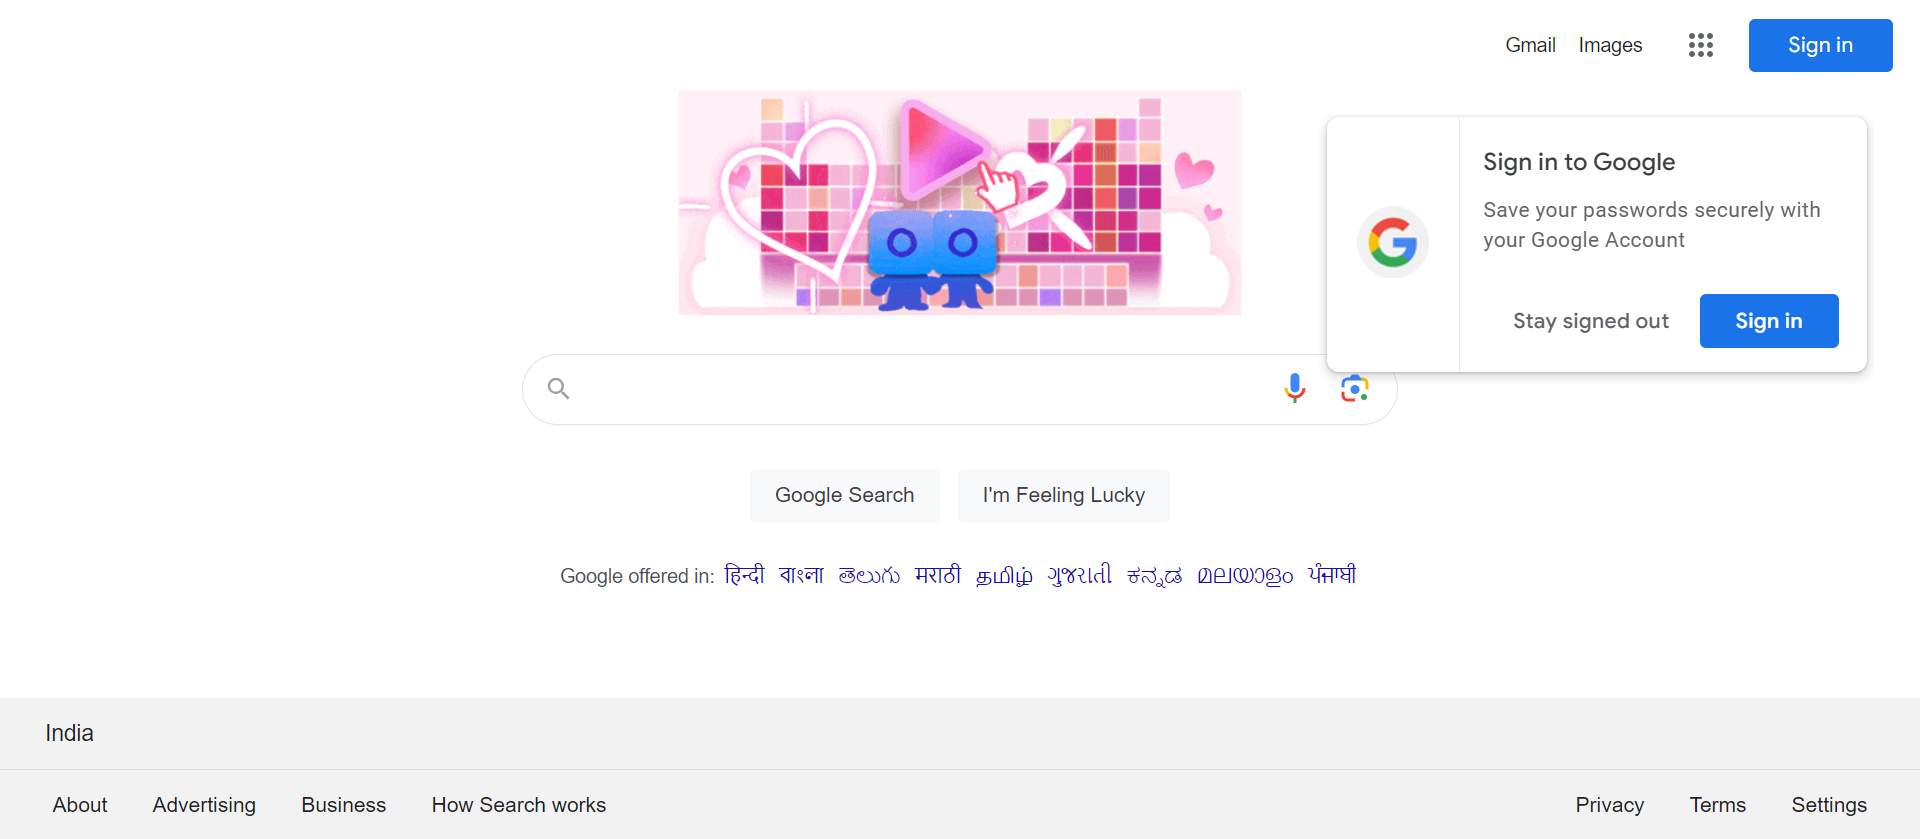 Gmail Images Sign in
Sign in to Google
Save your passwords securely with
your Google Account
Stay signed out Sign in
Google Search I'm Feeling Lucky
Google offered in: हिन्दी বাংলা తెలుగు मराठी தமிழ் ગુજરાતી ಕನ್ನಡ മലയാളം ਪੰਜਾਬੀ
India
About Advertising Business How Search works Privacy Terms Settings